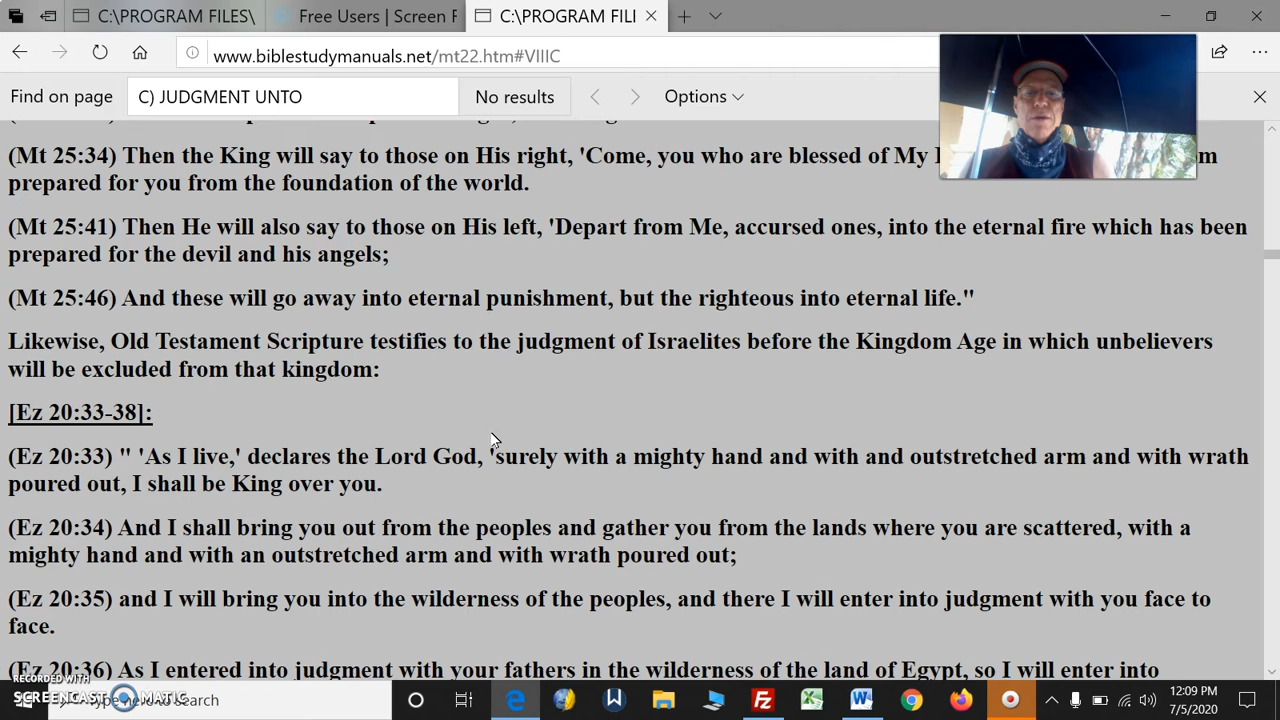 C:\PROGRAM FILES\
Free Users | Screen F
C:\PROGRAM FILI
www.biblestudymanuals.net/mt22.htm#VIIIC
Find on page
C) JUDGMENT UNTO
No results
Options
(Mt 25:34) Then the King will say to those on His right, 'Come, you who are blessed of My
prepared for you from the foundation of the world.
(Mt 25:41) Then He will also say to those on His left, 'Depart from Me, accursed ones, into the eternal fire which has been
prepared for the devil and his angels;
(Mt 25:46) And these will go away into eternal punishment, but the righteous into eternal life."
Likewise, Old Testament Scripture testifies to the judgment of Israelites before the Kingdom Age in which unbelievers
will be excluded from that kingdom:
[Ez 20:33-38]:
(Ez 20:33) " 'As I live,' declares the Lord God, 'surely with a mighty hand and with and outstretched arm and with wrath
poured out, I shall be King over you.
(Ez 20:34) And I shall bring you out from the peoples and gather you from the lands where you are scattered, with a
mighty hand and with an outstretched arm and with wrath poured out;
(Ez 20:35) and I will bring you into the wilderness of the peoples, and there I will enter into judgment with you face to
face.
(Ez 20:36) As I entered into judgment with your fathers in the wilderness of the land of Egypt, so I will enter into
RECORDED WITH
SCREENCAST MATIC
Type here to search
12:09 PM
7/5/2020